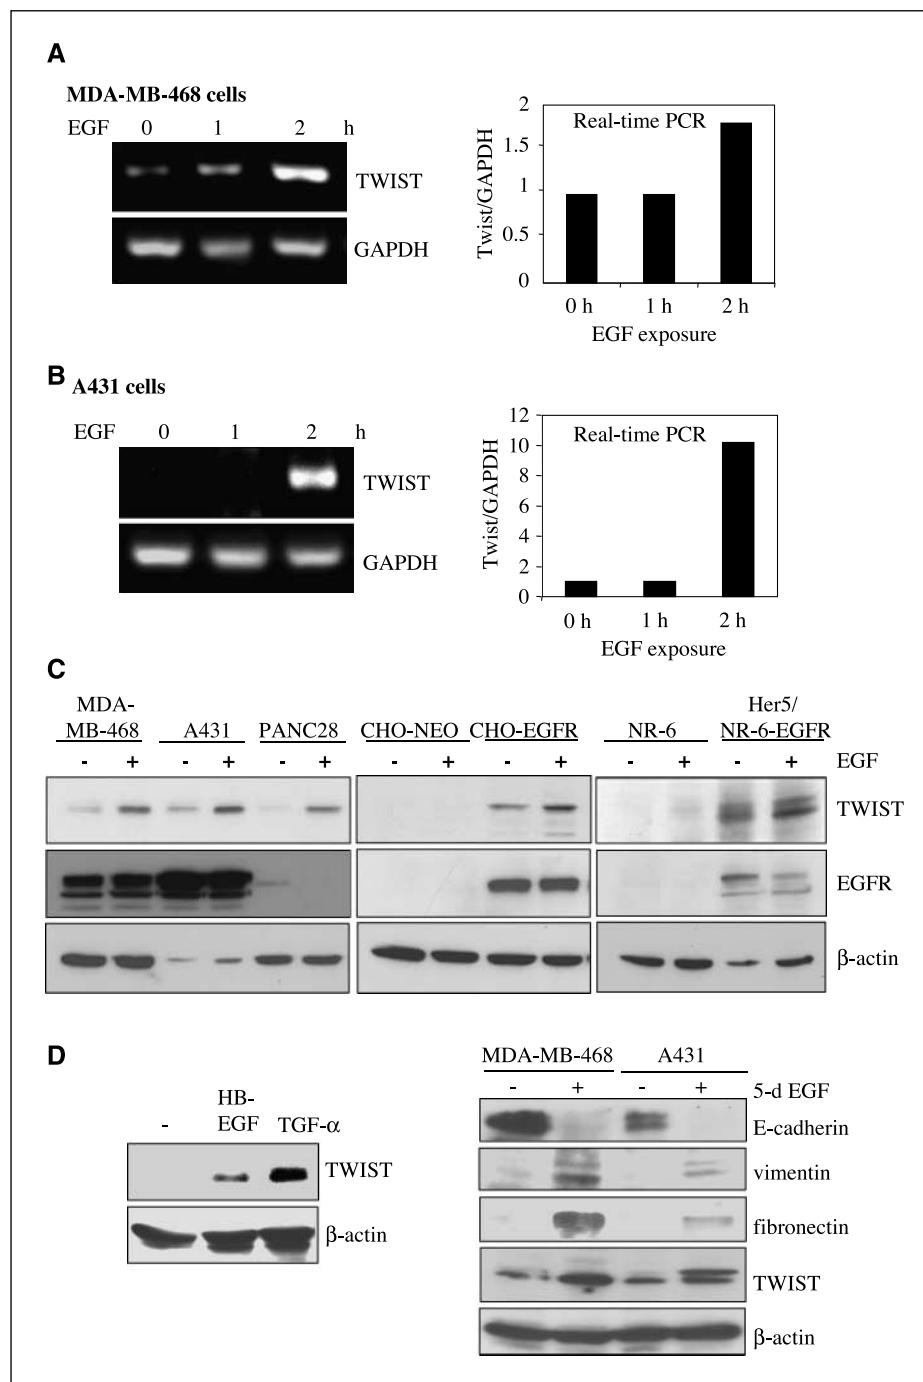 A
MDA-MB-468 cells
EGF 0 1 2 h
TWIST
GAPDH
2
1.5
1
0.5
0
Twist/GAPDH
Real-time PCR
0 h 1 h 2 h
EGF exposure
B
A431 cells
EGF 0 1 2 h
TWIST
GAPDH
12
10
8
6
4
2
0
Twist/GAPDH
Real-time PCR
0 h 1 h 2 h
EGF exposure
C
MDA-
MB-468 A431 PANC28 CHO-NEO CHO-EGFR NR-6 Her5/
NR-6-EGFR
- + - + - + - + - + - + - + EGF
TWIST
EGFR
β-actin
D
- HB-
EGF TGF-α
TWIST
β-actin
MDA-MB-468 A431
- + - + 5-d EGF
E-cadherin
vimentin
fibronectin
TWIST
β-actin